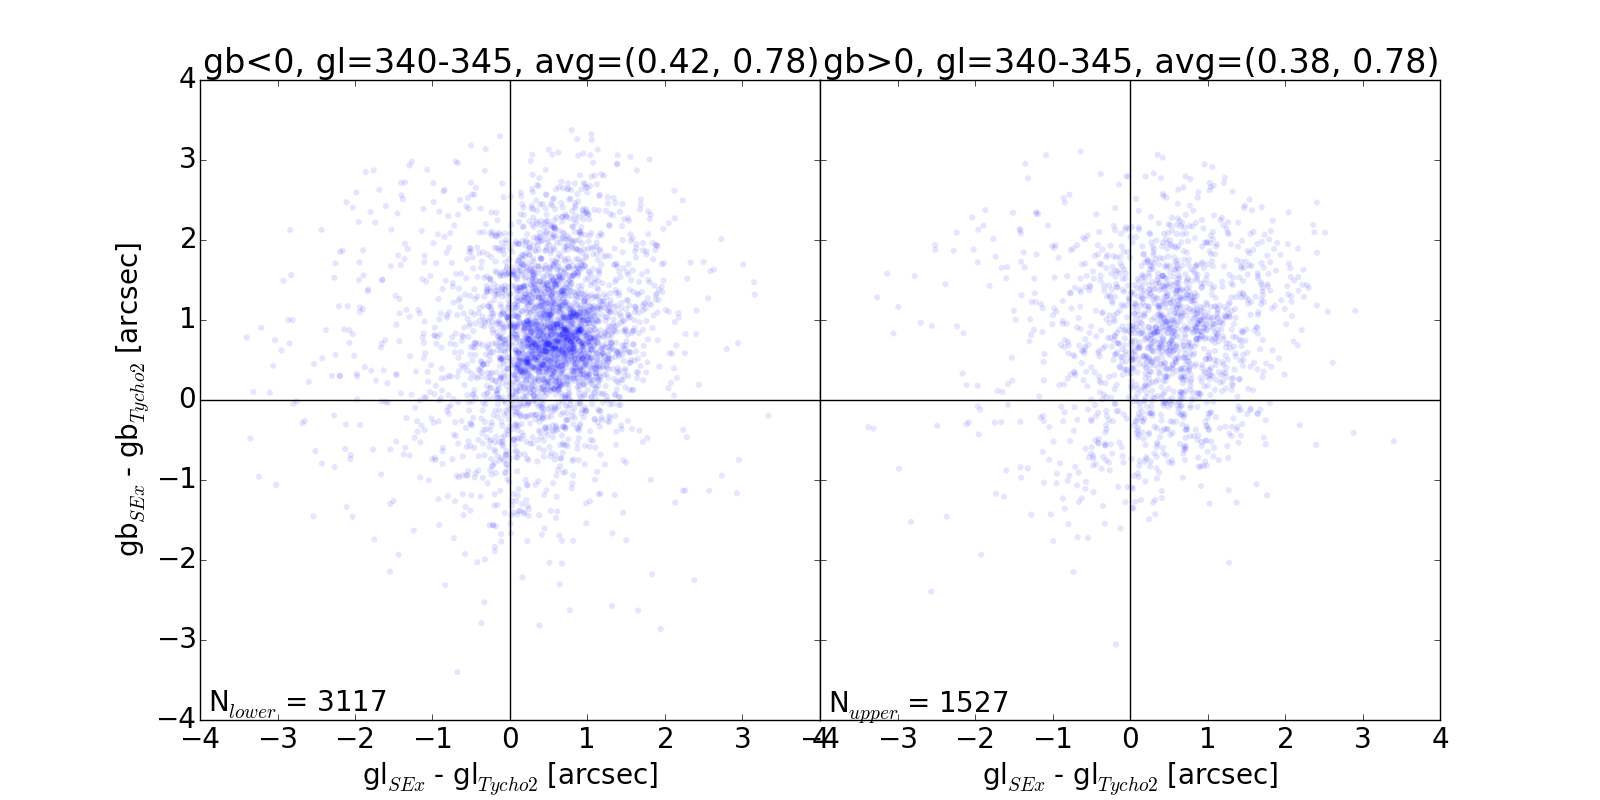 gb<0, gl=340-345, avg=(0.42, 0.78)
gb>0, gl=340-345, avg=(0.38, 0.78)
4
3
2
1
0
−1
−2
−3
−4
gb_SEx - gb_Tycho2 [arcsec]
N_lower = 3117
N_upper = 1527
−4 −3 −2 −1 0 1 2 3 4
−4 −3 −2 −1 0 1 2 3 4
gl_SEx - gl_Tycho2 [arcsec]
gl_SEx - gl_Tycho2 [arcsec]